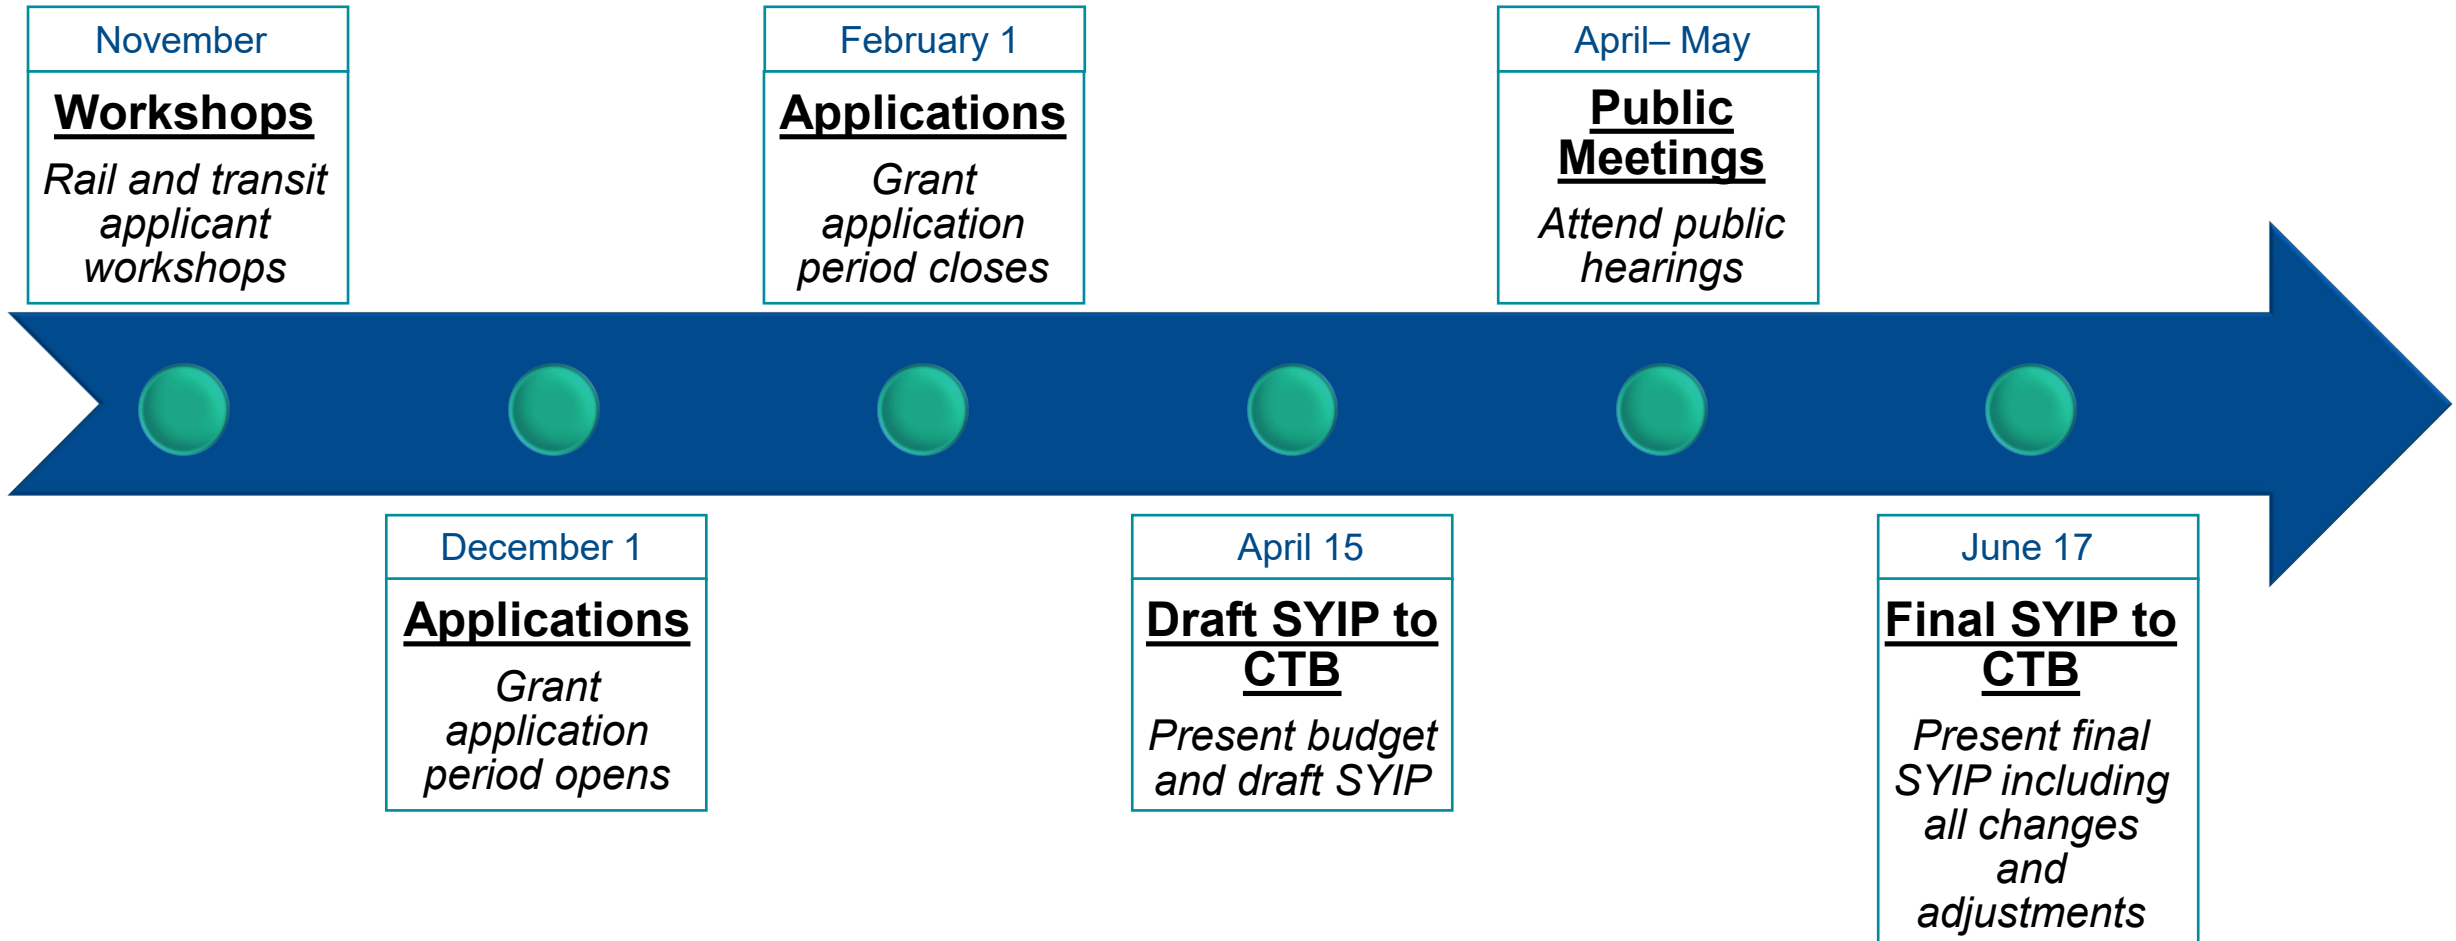 November
Workshops
Rail and transit
applicant
workshops
December 1
Applications
Grant
application
period opens
February 1
Applications
Grant
application
period closes
April 15
Draft SYIP to
CTB
Present budget
and draft SYIP
April– May
Public
Meetings
Attend public
hearings
June 17
Final SYIP to
CTB
Present final
SYIP including
all changes
and
adjustments